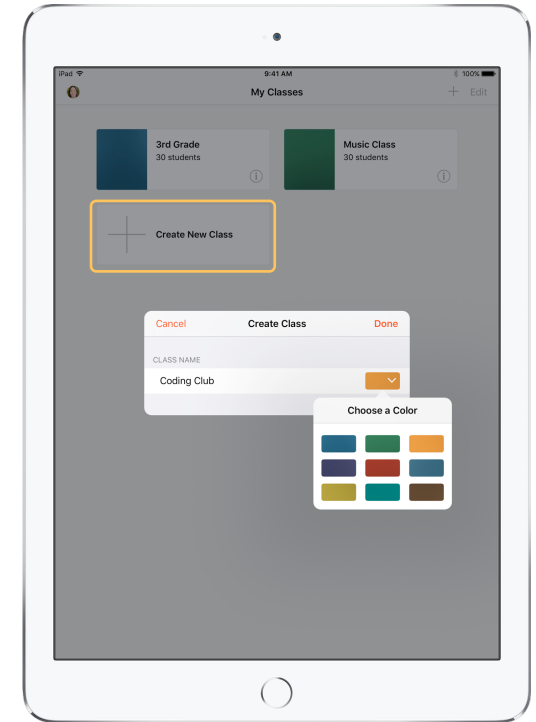 iPad 9:41 AM 100%
My Classes Edit
3rd Grade
30 students
Music Class
30 students
Create New Class
Cancel Create Class Done
CLASS NAME
Coding Club
Choose a Color